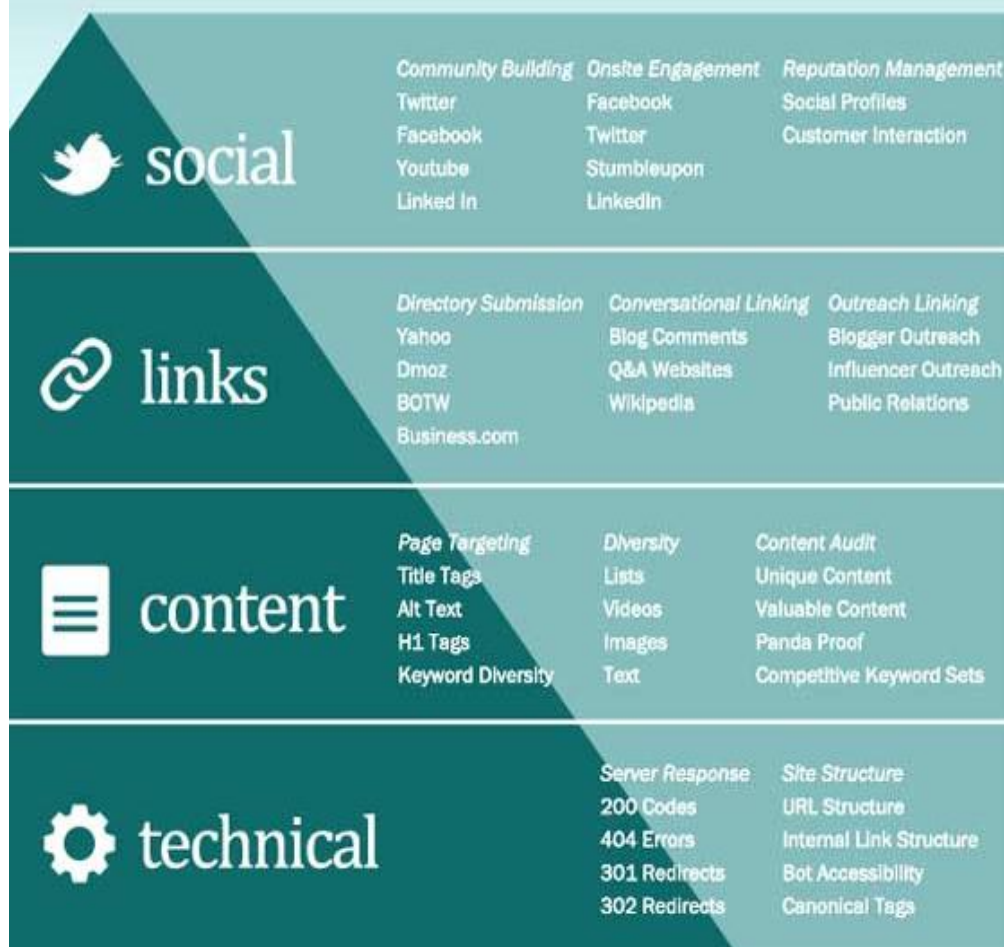 social
Community Building
Twitter
Facebook
Youtube
Linked In
Onsite Engagement
Facebook
Twitter
Stumbleupon
LinkedIn
Reputation Management
Social Profiles
Customer Interaction
links
Directory Submission
Yahoo
Dmoz
BOTW
Business.com
Conversational Linking
Blog Comments
Q&A Websites
Wikipedia
Outreach Linking
Blogger Outreach
Influencer Outreach
Public Relations
content
Page Targeting
Title Tags
Alt Text
H1 Tags
Keyword Diversity
Diversity
Lists
Videos
Images
Text
Content Audit
Unique Content
Valuable Content
Panda Proof
Competitive Keyword Sets
technical
Server Response
200 Codes
404 Errors
301 Redirects
302 Redirects
Site Structure
URL Structure
Internal Link Structure
Bot Accessibility
Canonical Tags